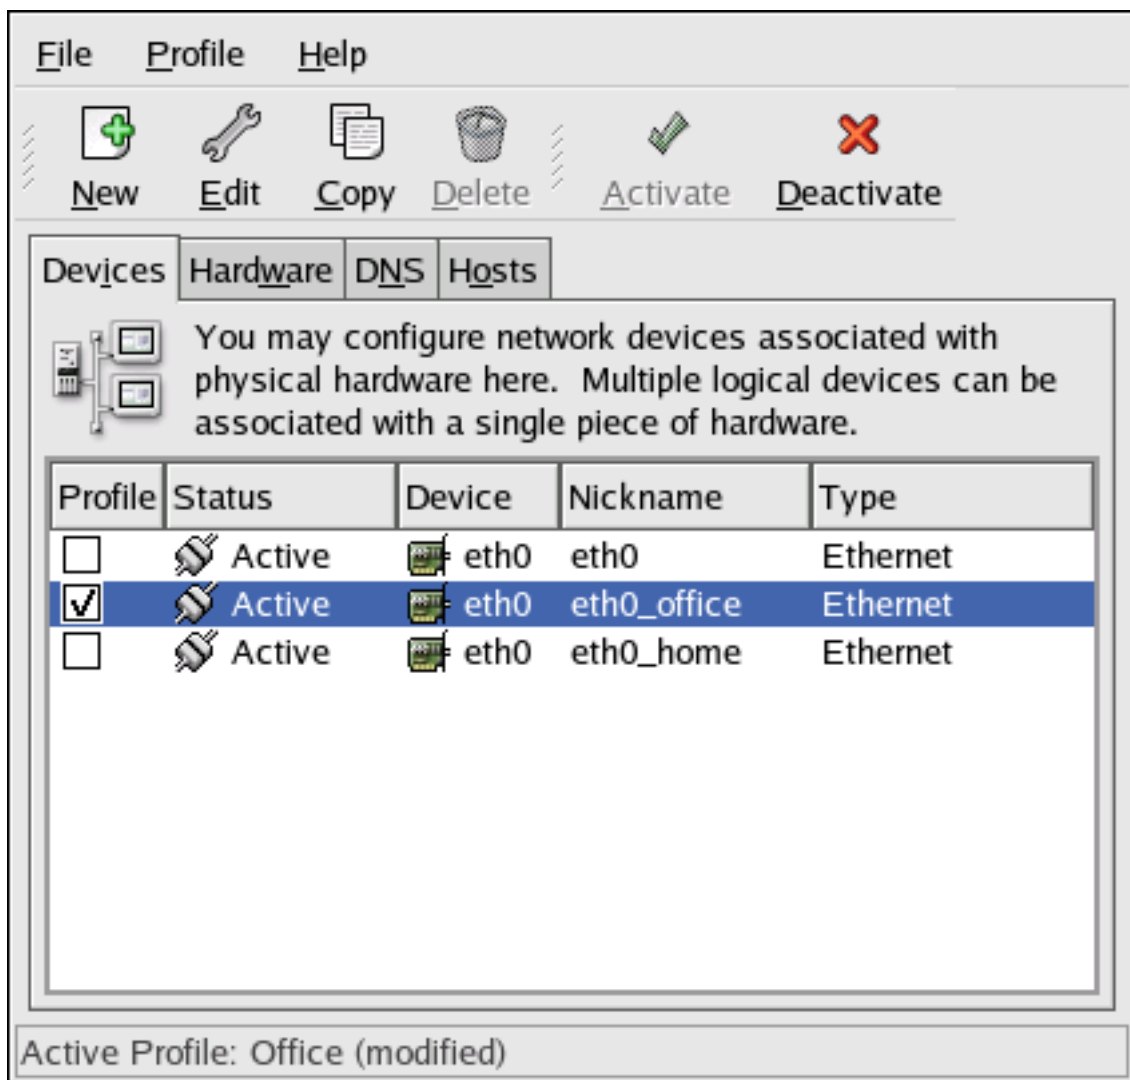 File Profile Help
New Edit Copy Delete Activate Deactivate
Devices Hardware DNS Hosts
You may configure network devices associated with
physical hardware here.  Multiple logical devices can be
associated with a single piece of hardware.
Profile Status Device Nickname Type
Active eth0 eth0 Ethernet
Active eth0 eth0_office Ethernet
Active eth0 eth0_home Ethernet
Active Profile: Office (modified)